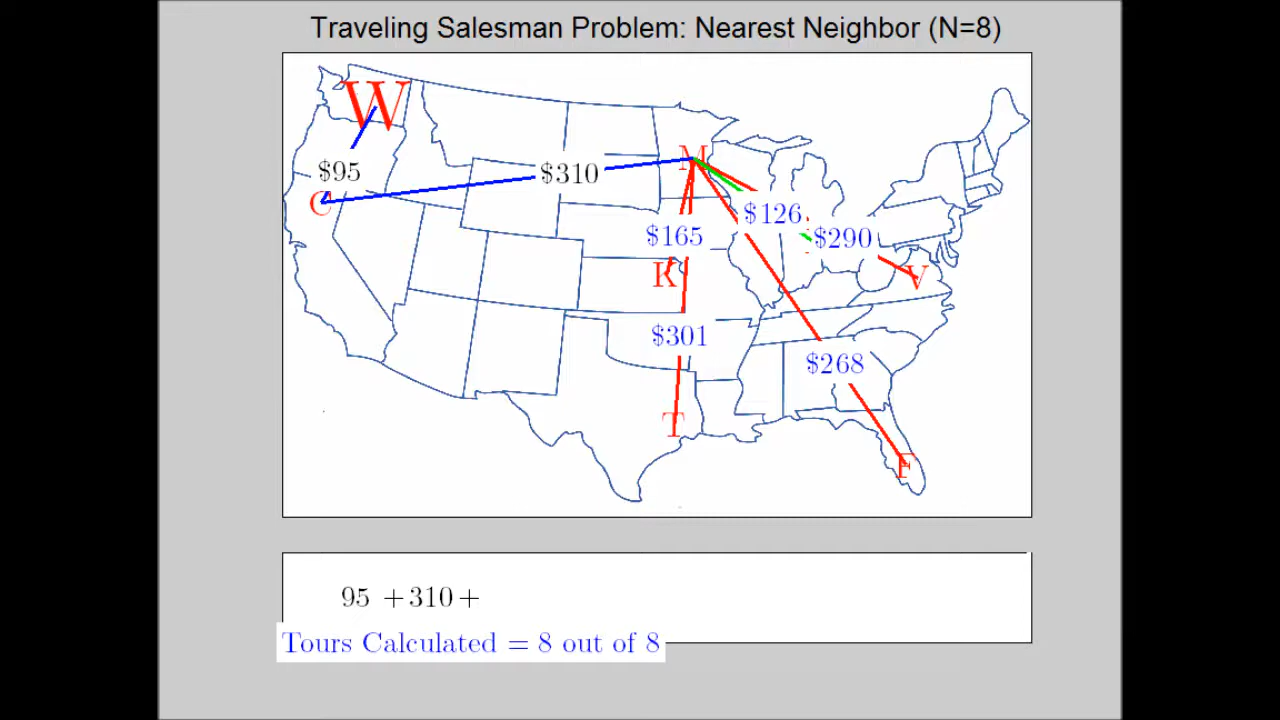 Traveling Salesman Problem: Nearest Neighbor (N=8)
W
M
$95
$310
C
$126
$165
$290
K
V
$301
$268
T
F
95 +310+
Tours Calculated = 8 out of 8